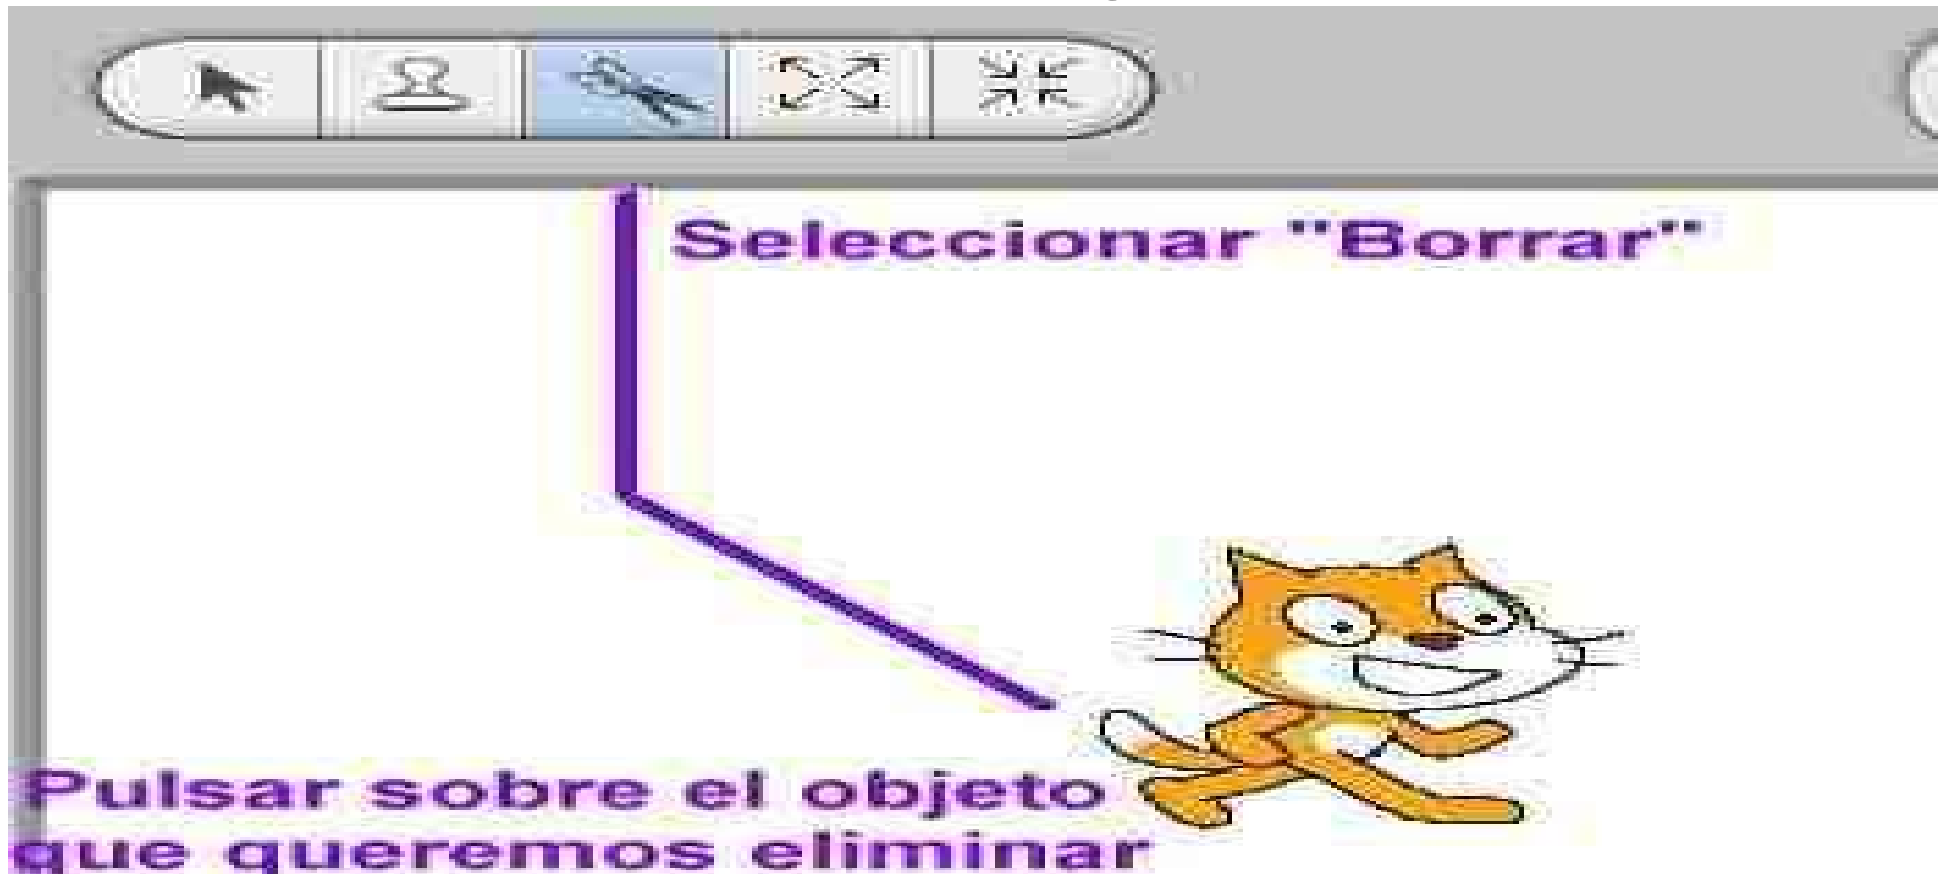 Seleccionar "Borrar"
Pulsar sobre el objeto
que queremos eliminar